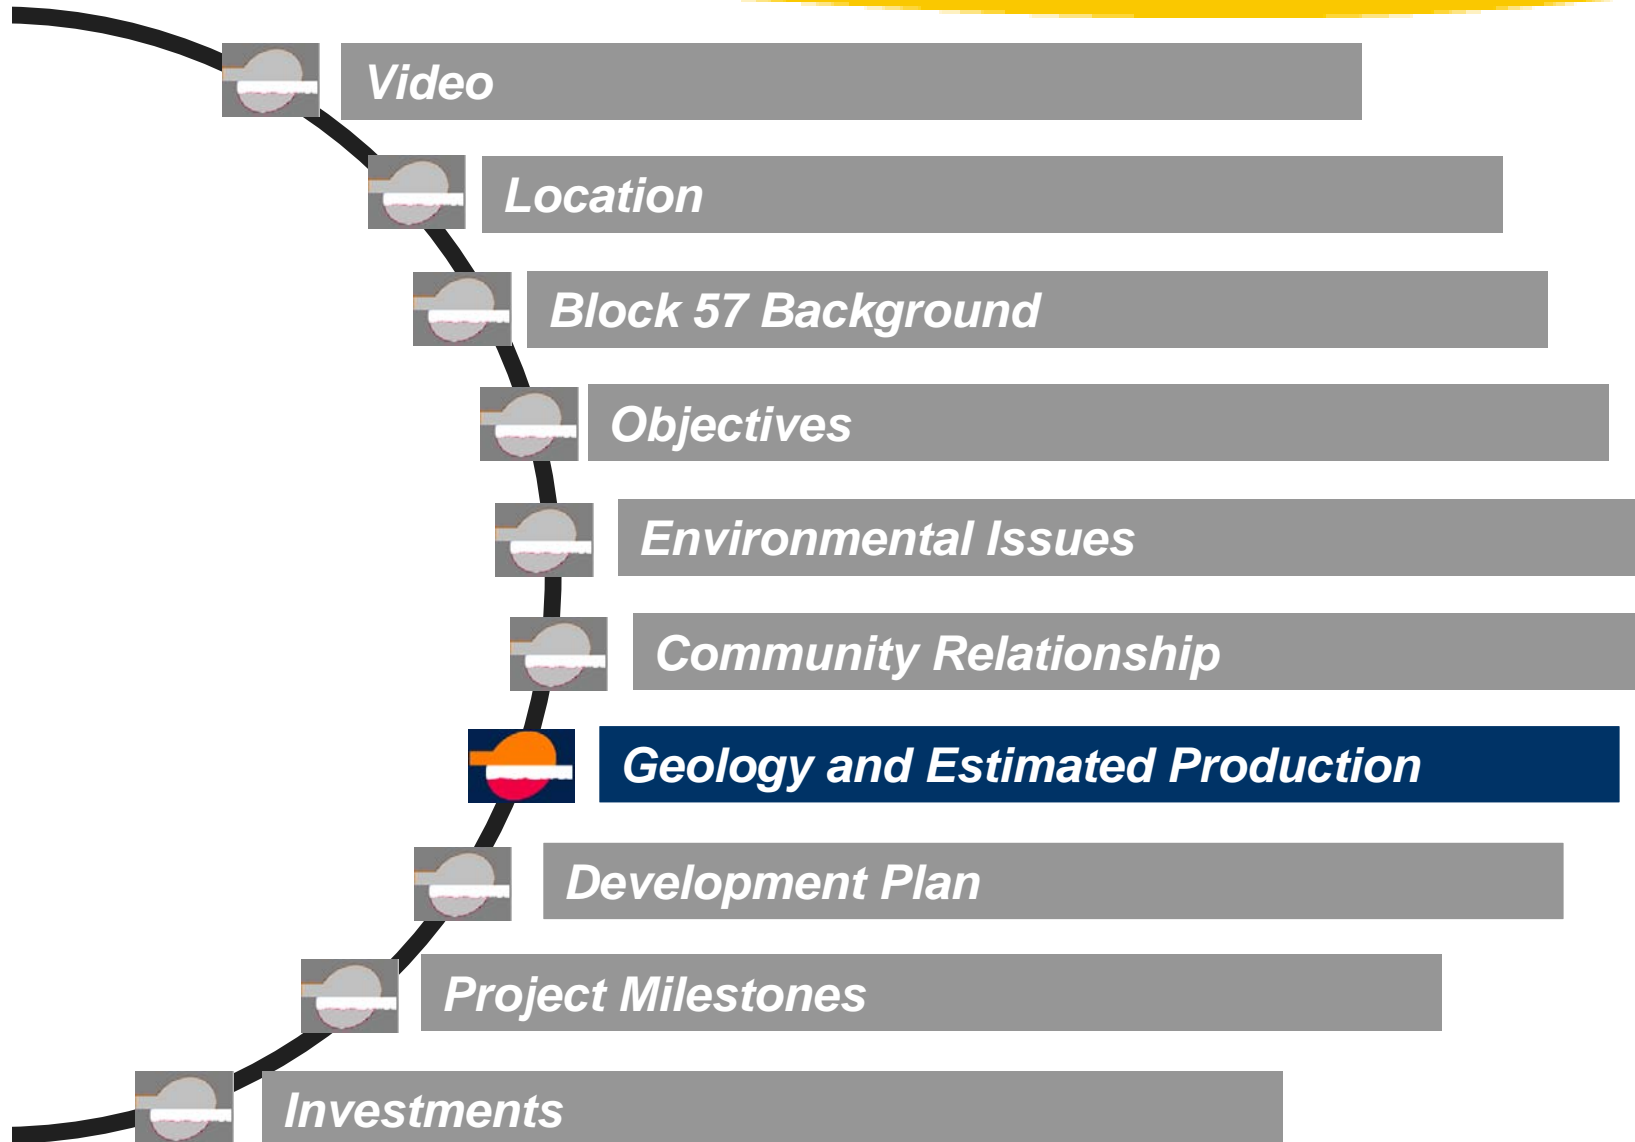 Video
Location
Block 57 Background
Objectives
Environmental Issues
Community Relationship
Geology and Estimated Production
Development Plan
Project Milestones
Investments